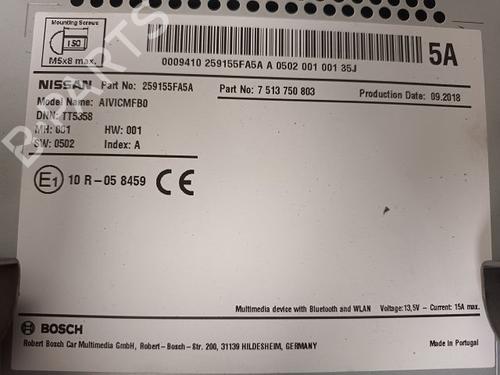 Mounting Screws
ISO
M5x8 max.
0009410 259155FA5A A 0502 001 001 35J
5A
NISSAN Part No: 259155FA5A Part No: 7 513 750 803 Production Date: 09.2018
Model Name: AIVICMFB0
DNN: TT5358
MH: 001 HW: 001
SW: 0502 Index: A
E1 10 R-05 8459 CE
B-PARTS
Multimedia device with Bluetooth and WLAN Voltage: 13,5V - Current: 15A max.
BOSCH
Robert Bosch Car Multimedia GmbH, Robert-Bosch-Str. 200, 31139 HILDESHEIM, GERMANY
Made in Portugal